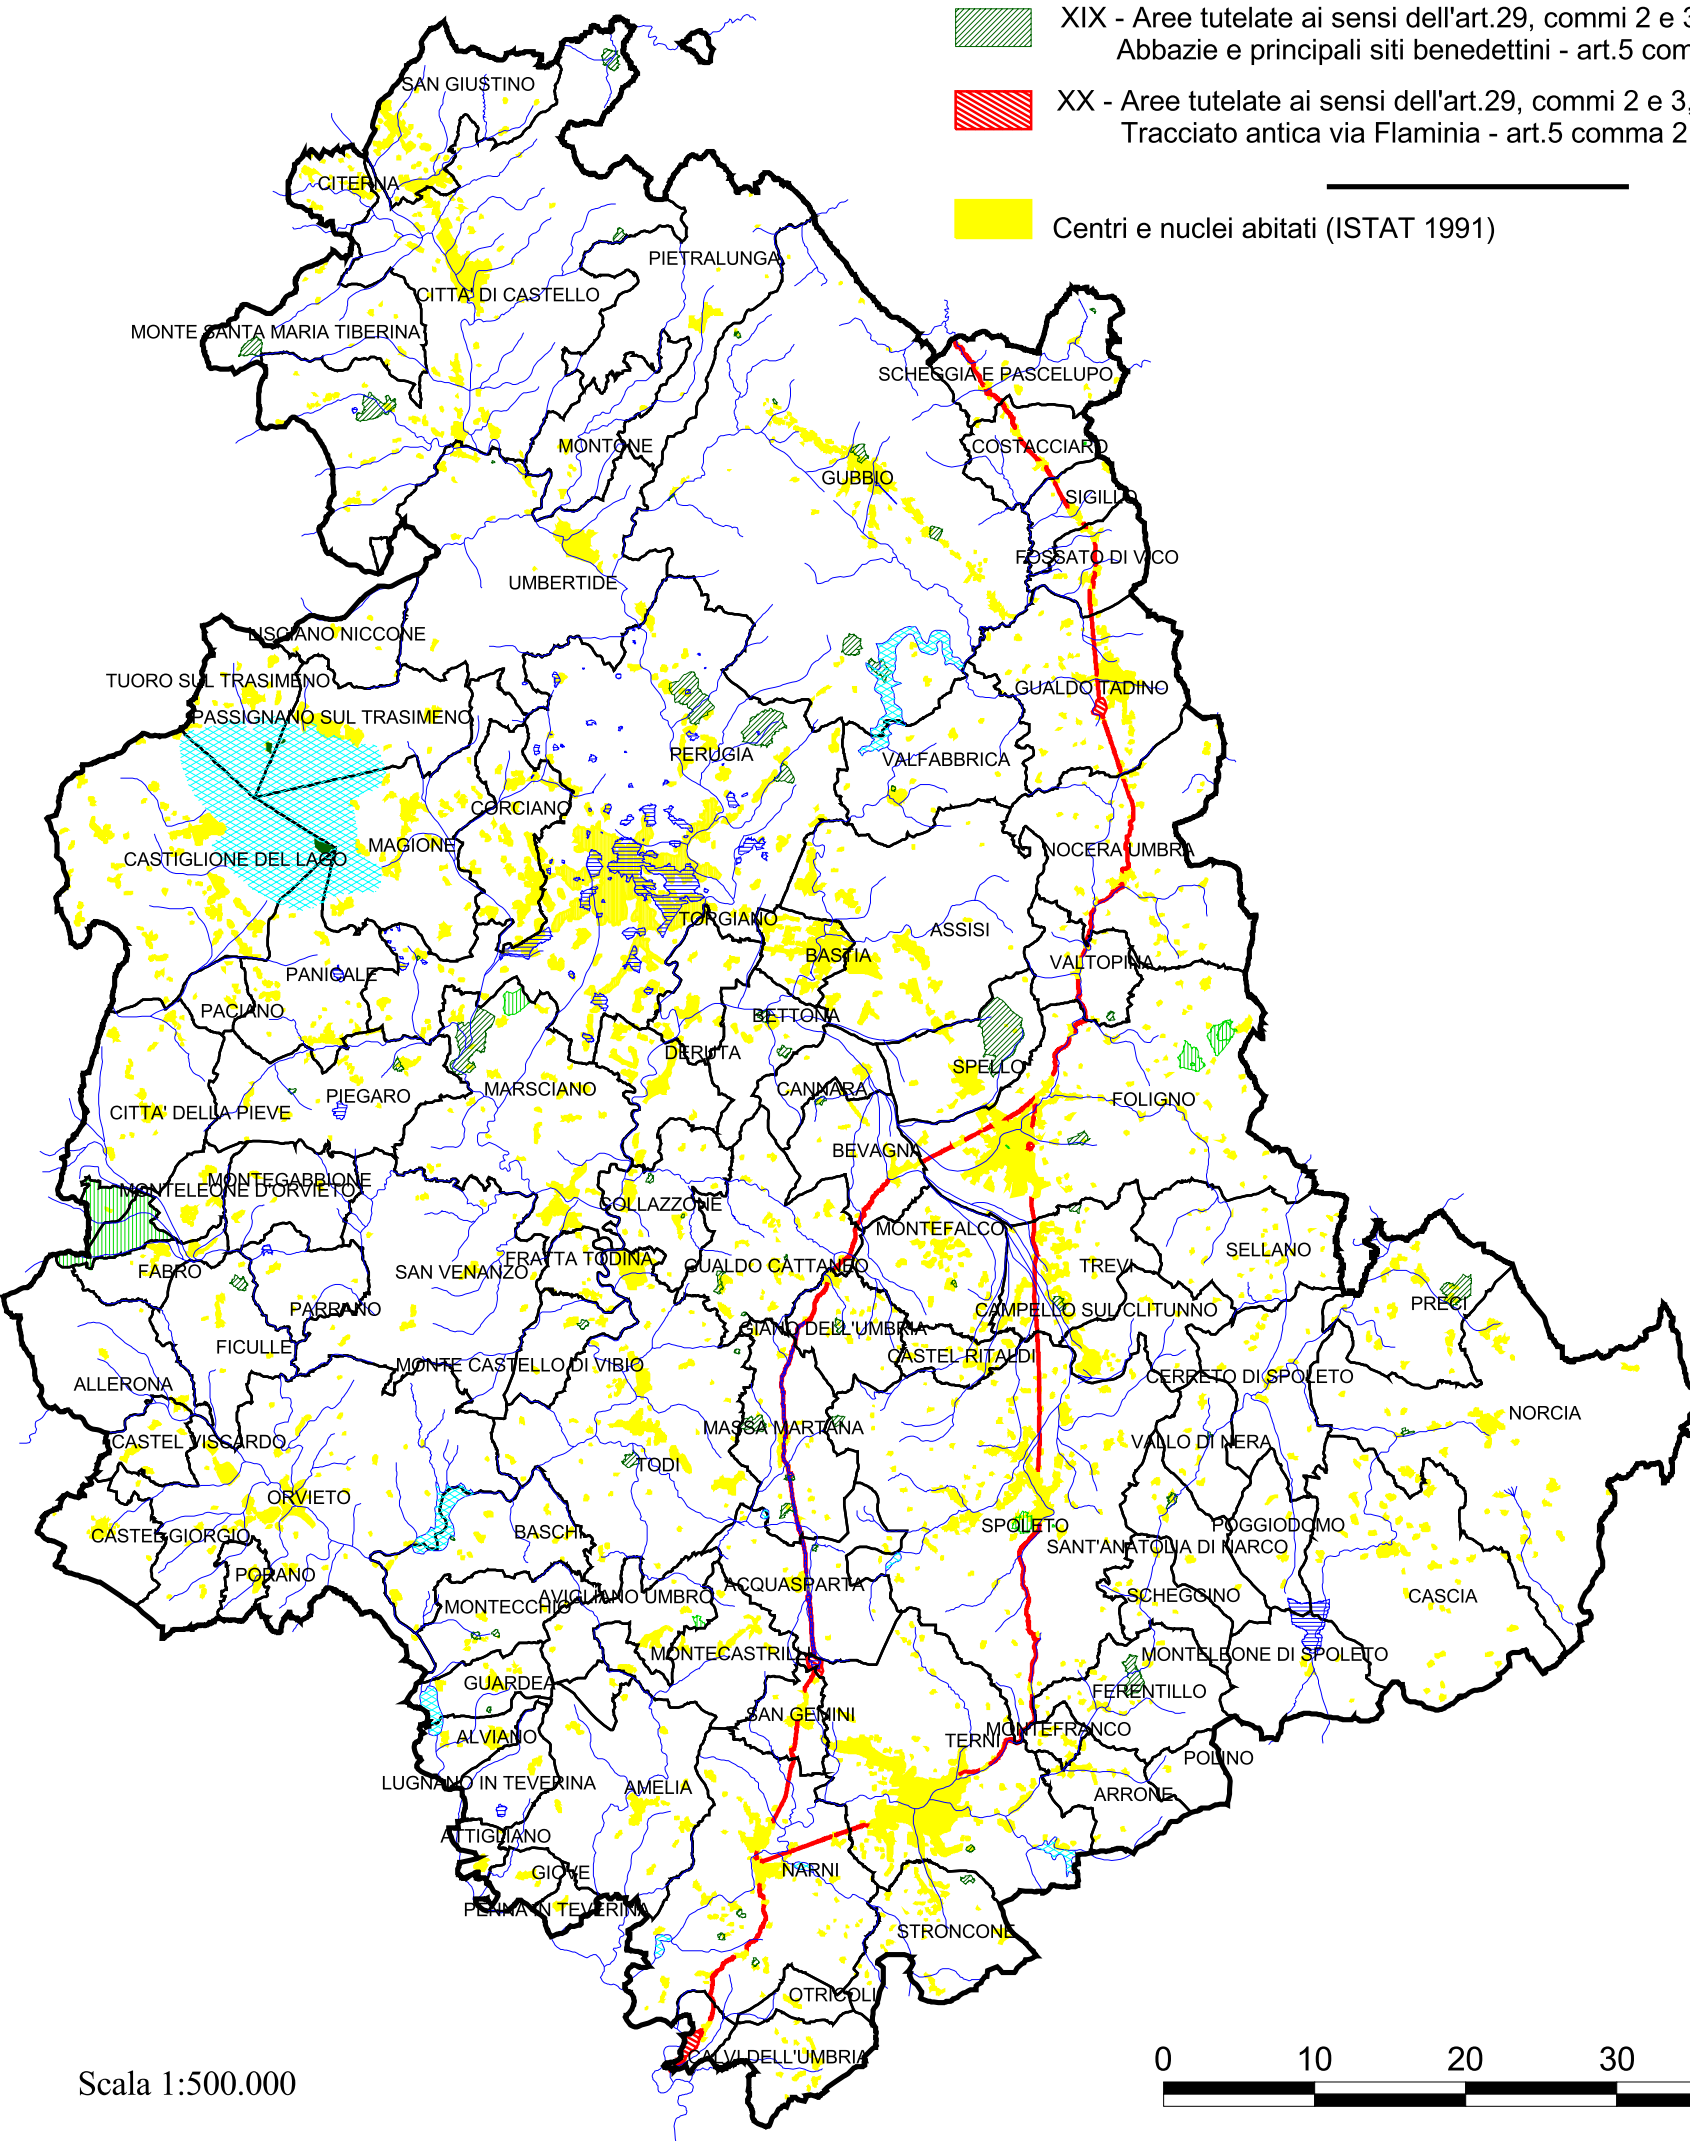 XIX - Aree tutelate ai sensi dell'art.29, commi 2 e 3
Abbazie e principali siti benedettini - art.5 com
XX - Aree tutelate ai sensi dell'art.29, commi 2 e 3,
Tracciato antica via Flaminia - art.5 comma 2
Centri e nuclei abitati (ISTAT 1991)
SAN GIUSTINO
CITERNA
PIETRALUNGA
CITTA' DI CASTELLO
MONTE SANTA MARIA TIBERINA
SCHEGGIA E PASCELUPO
MONTONE
COSTACCIARO
GUBBIO
SIGILLO
FOSSATO DI VICO
UMBERTIDE
LISCIANO NICCONE
TUORO SUL TRASIMENO
GUALDO TADINO
PASSIGNANO SUL TRASIMENO
PERUGIA
VALFABBRICA
CORCIANO
MAGIONE
NOCERA UMBRA
CASTIGLIONE DEL LAGO
TORGIANO
ASSISI
BASTIA
VALTOPINA
PANICALE
PACIANO
BETTONA
DERUTA
SPELLO
MARSCIANO
CANNARA
PIEGARO
FOLIGNO
CITTA' DELLA PIEVE
BEVAGNA
MONTEGABBIONE
MONTELEONE D'ORVIETO
COLLAZZONE
MONTEFALCO
SELLANO
FRATTA TODINA
GUALDO CATTANEO
TREVI
FABRO
SAN VENANZO
PRECI
PARRANO
CAMPELLO SUL CLITUNNO
GIANO DELL'UMBRIA
FICULLE
CASTEL RITALDI
MONTE CASTELLO DI VIBIO
CERRETO DI SPOLETO
ALLERONA
NORCIA
MASSA MARTANA
CASTEL VISCARDO
VALLO DI NERA
TODI
ORVIETO
SPOLETO
POGGIODOMO
BASCHI
CASTEL GIORGIO
SANT'ANATOLIA DI NARCO
PORANO
ACQUASPARTA
AVIGLIANO UMBRO
SCHEGGINO
CASCIA
MONTECCHIO
MONTECASTRILLI
MONTELEONE DI SPOLETO
GUARDEA
FERENTILLO
SAN GEMINI
MONTEFRANCO
ALVIANO
TERNI
POLINO
LUGNANO IN TEVERINA
AMELIA
ARRONE
ATTIGLIANO
GIOVE
NARNI
PENNA IN TEVERINA
STRONCONE
OTRICOLI
CALVI DELL'UMBRIA
0 10 20 30
Scala 1:500.000